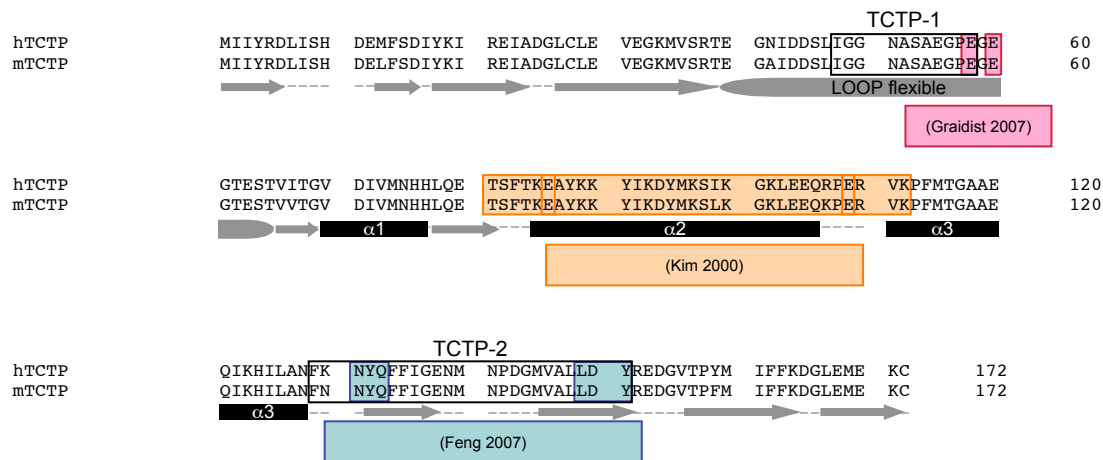 TCTP-1
hTCTP MIIYRDLISH DEMFSDIYKI REIADGLCLE VEGKMVSRTE GNIDDSLIGG NASAEGPEGE 60
mTCTP MIIYRDLISH DELFSDIYKI REIADGLCLE VEGKMVSRTE GAIDDSLIGG NASAEGPEGE 60
LOOP flexible
(Graidist 2007)
hTCTP GTESTVITGV DIVMNHHLQE TSFTKEAYKK YIKDYMKSIK GKLEEQRPER VKPFMTGAAE 120
mTCTP GTESTVVTGV DIVMNHHLQE TSFTKEAYKK YIKDYMKSLK GKLEEQKPER VKPFMTGAAE 120
α1 α2 α3
(Kim 2000)
TCTP-2
hTCTP QIKHILANFK NYQFFIGENM NPDGMVALLD YREDGVTPYM IFFKDGLEME KC 172
mTCTP QIKHILANFN NYQFFIGENM NPDGMVALLD YREDGVTPFM IFFKDGLEME KC 172
α3
(Feng 2007)